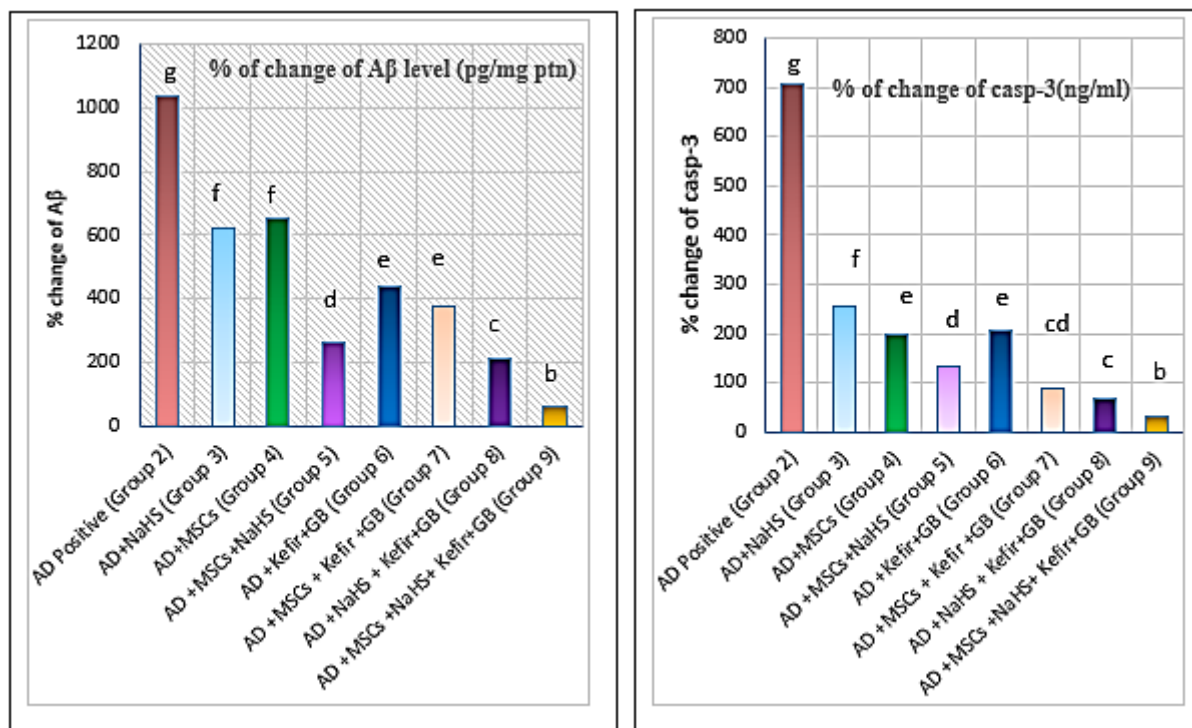 % of change of Aβ level (pg/mg ptn)
% change of Aβ
1200
1000
800
600
400
200
0
g
f
f
d
e
e
c
b
AD Positive (Group 2)
AD+NaHS (Group 3)
AD+MSCs (Group 4)
AD +MSCs+NaHS (Group 5)
AD +Kefir+GB (Group 6)
AD +MSCs + Kefir +GB (Group 7)
AD +NaHS + Kefir+GB (Group 8)
AD +MSCs +NaHS+ Kefir+GB (Group 9)
% of change of casp-3(ng/ml)
% change of casp-3
800
700
600
500
400
300
200
100
0
g
f
e
d
e
cd
c
b
AD Positive (Group 2)
AD+NaHS (Group 3)
AD+MSCs (Group 4)
AD +MSCs+NaHS (Group 5)
AD +Kefir+GB (Group 6)
AD +MSCs + Kefir +GB (Group 7)
AD +NaHS + Kefir+GB (Group 8)
AD +MSCs +NaHS+ Kefir+GB (Group 9)